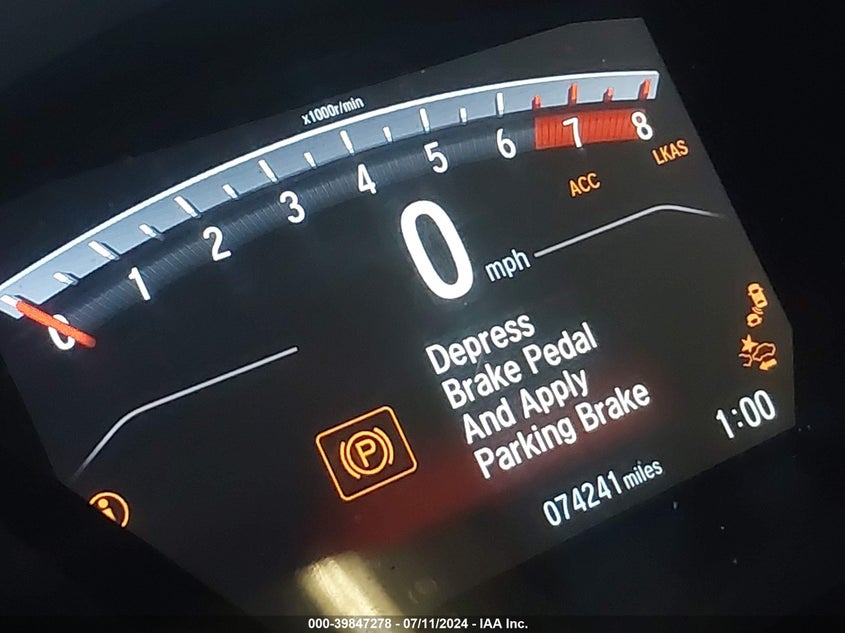 x1000r/min
0 1 2 3 4 5 6 7 8
ACC LKAS
0 mph
Depress
Brake Pedal
And Apply
Parking Brake
P
i
1:00
074241 miles
000-39847278 - 07/11/2024 - IAA Inc.